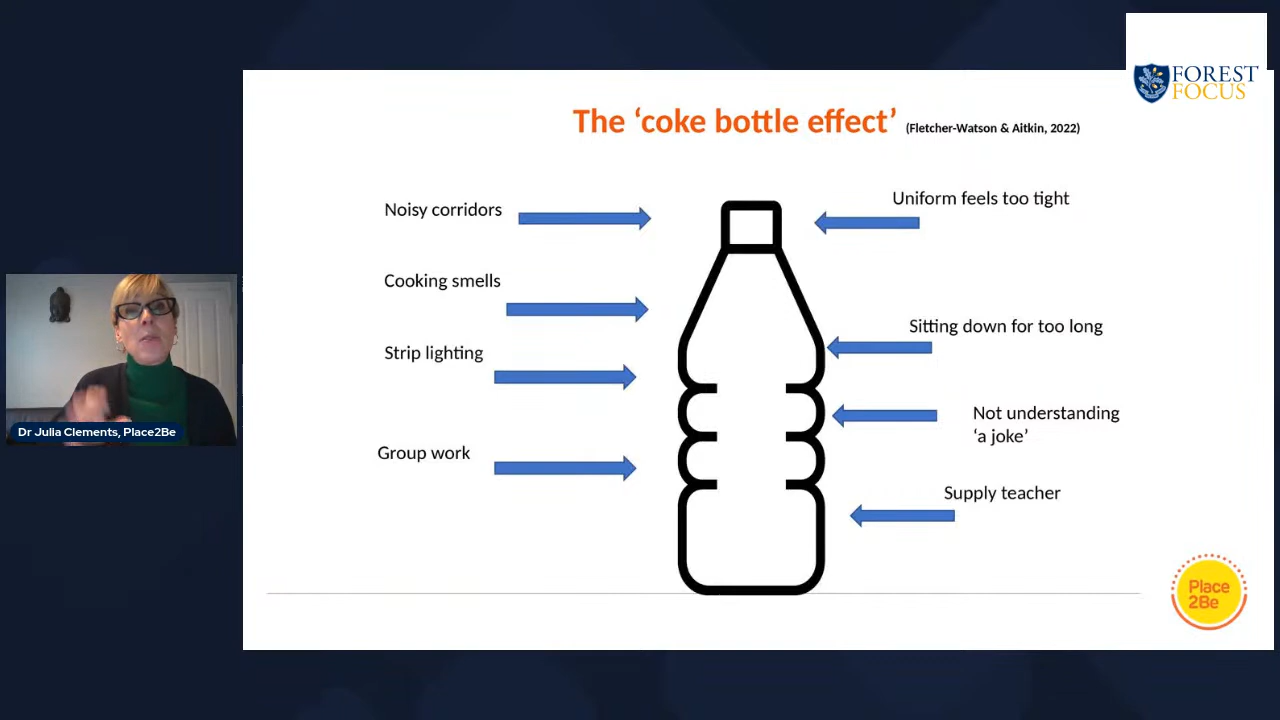 FOREST
FOCUS
The ‘coke bottle effect’ (Fletcher-Watson & Aitkin, 2022)
Noisy corridors
Uniform feels too tight
Cooking smells
Sitting down for too long
Strip lighting
Not understanding
‘a joke’
Group work
Supply teacher
Dr Julia Clements, Place2Be
Place
2Be